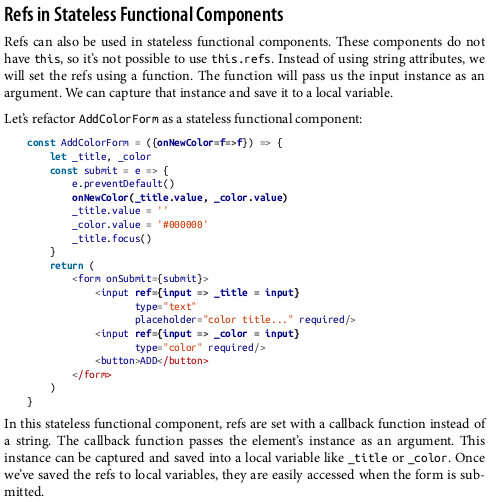 Refs in Stateless Functional Components
Refs can also be used in stateless functional components. These components do not
have this, so it's not possible to use this.refs. Instead of using string attributes, we
will set the refs using a function. The function will pass us the input instance as an
argument. We can capture that instance and save it to a local variable.
Let's refactor AddColorForm as a stateless functional component:
const AddColorForm = ({onNewColor=f=>f}) => {
    let _title, _color
    const submit = e => {
        e.preventDefault()
        onNewColor(_title.value, _color.value)
        _title.value = ''
        _color.value = '#000000'
        _title.focus()
    }
    return (
        <form onSubmit={submit}>
            <input ref={input => _title = input}
                   type="text"
                   placeholder="color title..." required/>
            <input ref={input => _color = input}
                   type="color" required/>
            <button>ADD</button>
        </form>
    )
}
In this stateless functional component, refs are set with a callback function instead of
a string. The callback function passes the element's instance as an argument. This
instance can be captured and saved into a local variable like _title or _color. Once
we've saved the refs to local variables, they are easily accessed when the form is sub-
mitted.